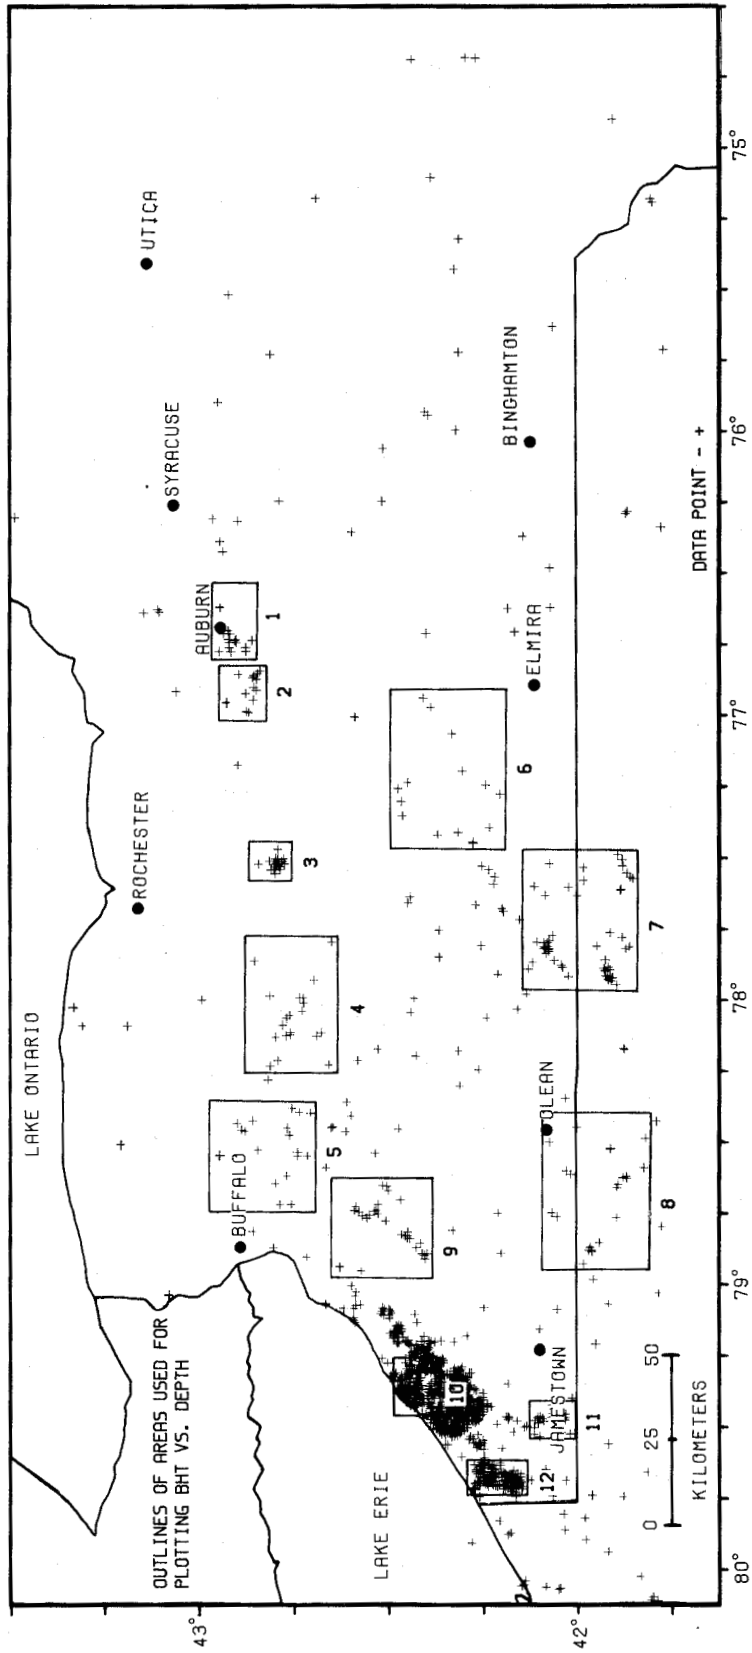 LAKE ONTARIO
OUTLINES OF AREAS USED FOR
PLOTTING BHT VS. DEPTH
ROCHESTER
SYRACUSE
UTICA
BUFFALO
AUBURN
LAKE ERIE
JAMESTOWN
OLEAN
ELMIRA
BINGHAMTON
1
2
3
4
5
6
7
8
9
10
11
12
DATA POINT - +
0 25 50
KILOMETERS
43°
42°
80° 79° 78° 77° 76° 75°